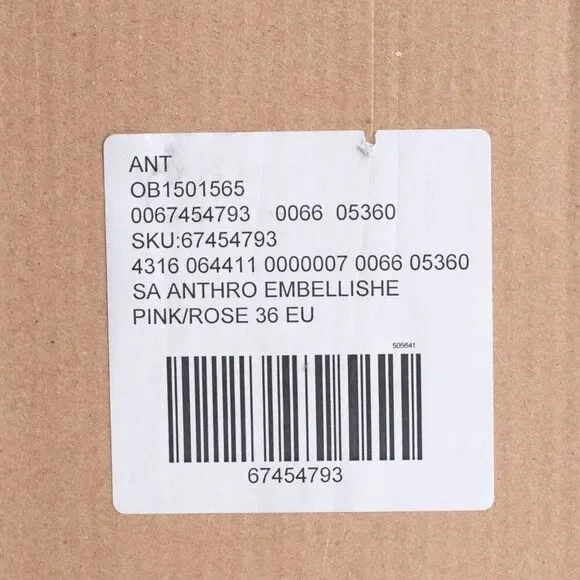 ANT
OB1501565
0067454793 0066 05360
SKU:67454793
4316 064411 0000007 0066 05360
SA ANTHRO EMBELLISHE
PINK/ROSE 36 EU
505641
67454793